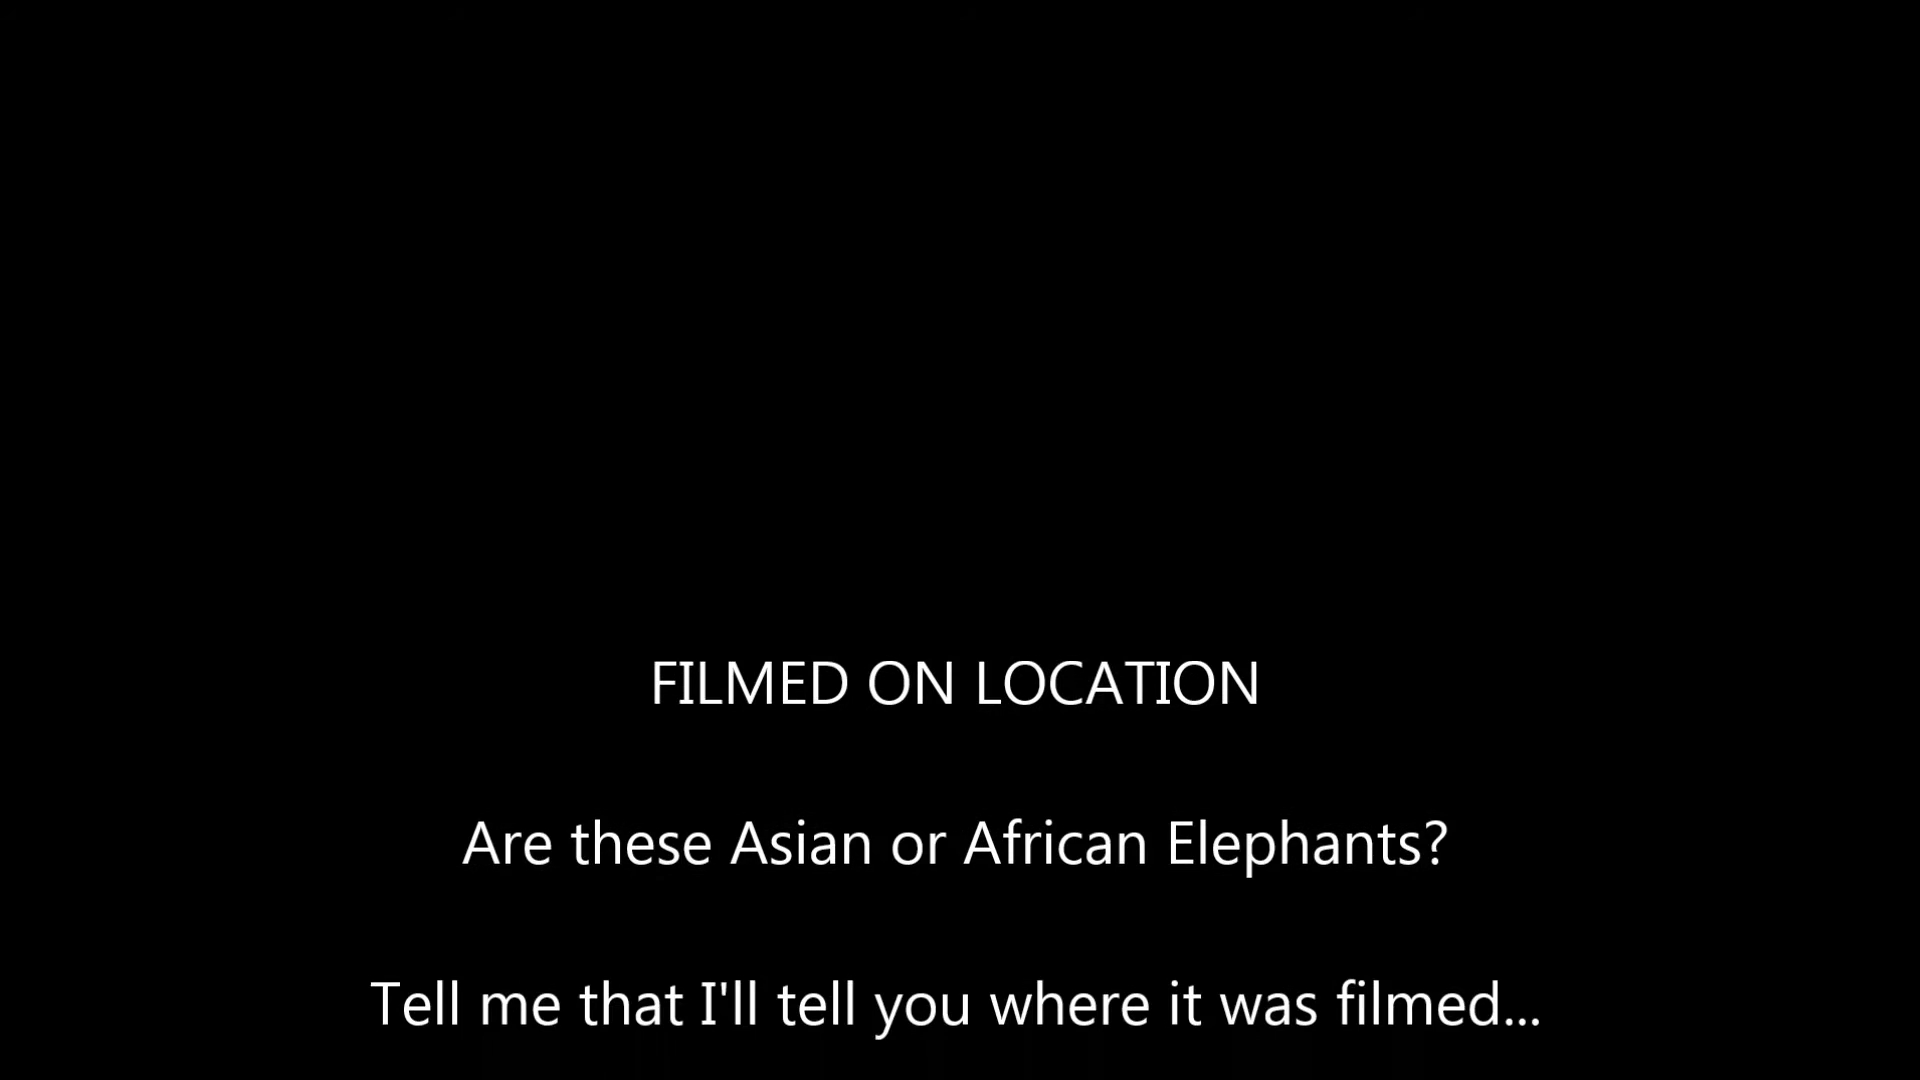 FILMED ON LOCATION
Are these Asian or African Elephants?
Tell me that I'll tell you where it was filmed...